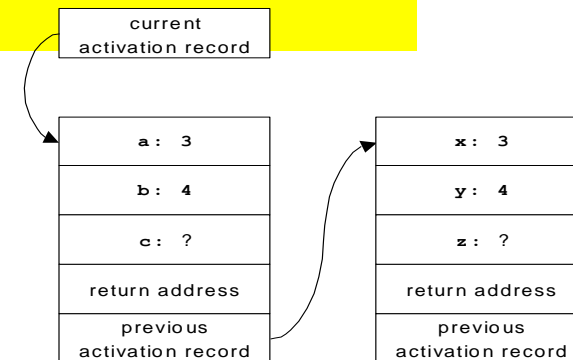 current
activation record
a: 3
b: 4
c: ?
return address
previous
activation record
x: 3
y: 4
z: ?
return address
previous
activation record